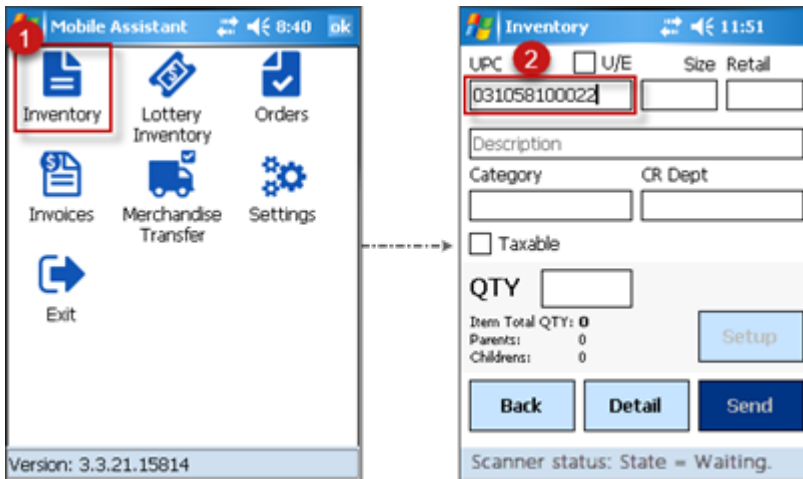 Mobile Assistant 8:40 ok
1
Inventory
Lottery
Inventory
Orders
Invoices
Merchandise
Transfer
Settings
Exit
Version: 3.3.21.15814
Inventory 11:51
UPC 2 U/E Size Retail
031058100022
Description
Category CR Dept
Taxable
QTY
Item Total QTY: 0
Parents: 0
Childrens: 0
Setup
Back Detail Send
Scanner status: State = Waiting.